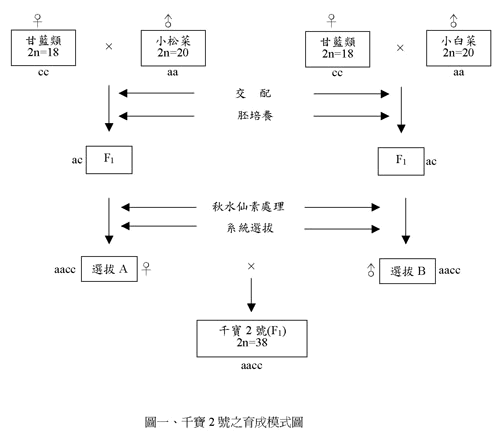 ♀ ♂ ♀ ♂
甘藍類 × 小松菜 甘藍類 × 小白菜
2n=18 2n=20 2n=18 2n=20
cc aa cc aa
交 配
胚培養
ac F₁ F₁ ac
秋水仙素處理
系統選拔
aacc 選拔 A ♀ × ♂ 選拔 B aacc
千寶 2 號(F₁)
2n=38
aacc
圖一、千寶 2 號之育成模式圖